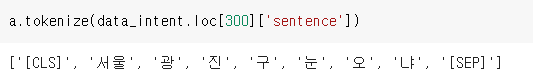 a.tokenize(data_intent.loc[300]['sentence'])
['[CLS]', '서울', '광', '진', '구', '눈', '오', '냐', '[SEP]']